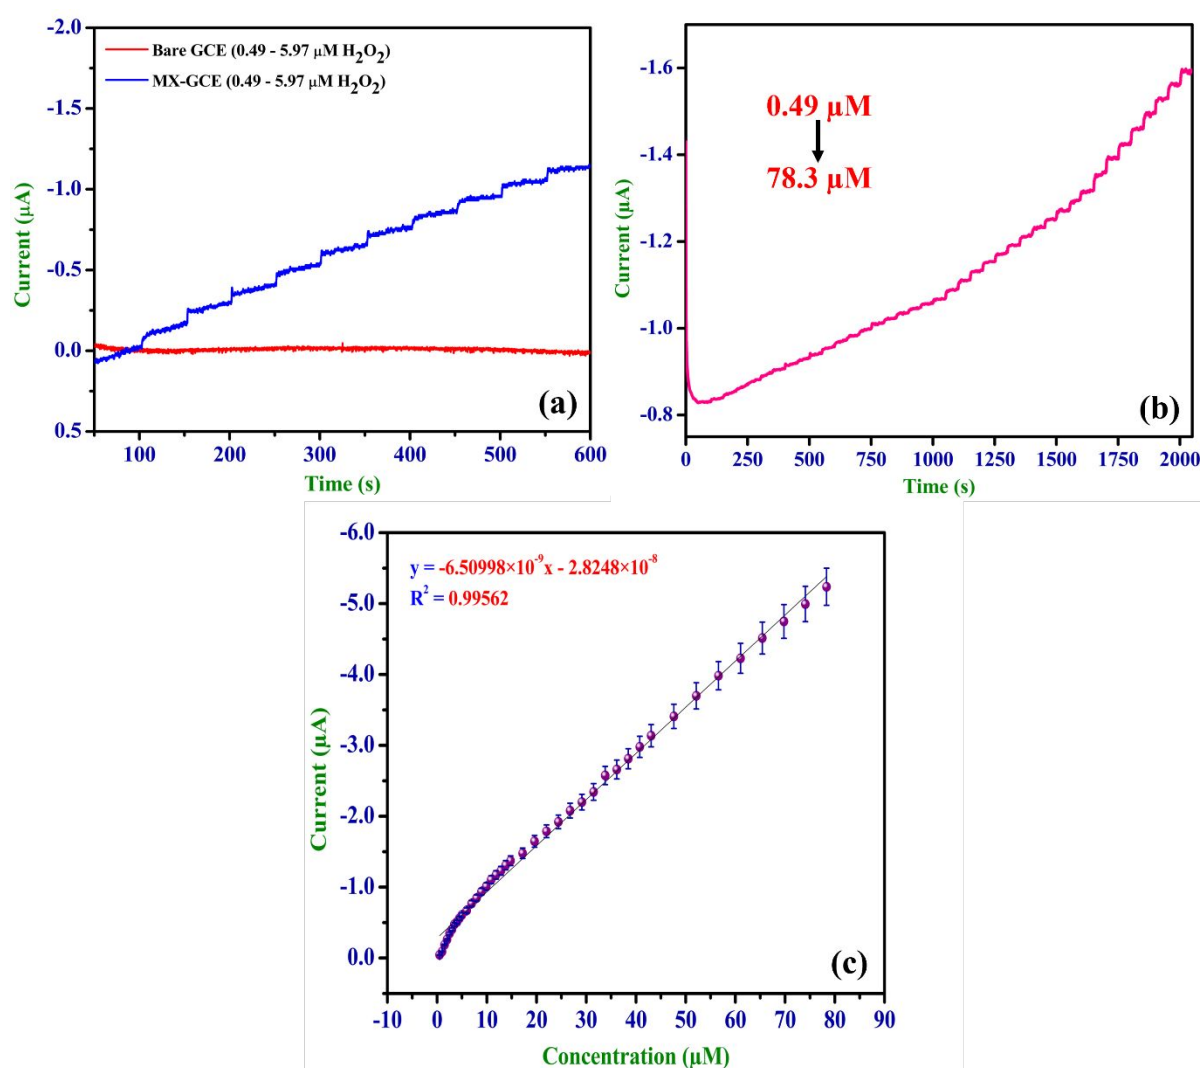 -2.0
-1.5
-1.0
-0.5
0.0
0.5
Current (µA)
Bare GCE (0.49 - 5.97 µM H₂O₂)
MX-GCE (0.49 - 5.97 µM H₂O₂)
(a)
100 200 300 400 500 600
Time (s)
-1.6
-1.4
-1.2
-1.0
-0.8
Current (µA)
0.49 µM
78.3 µM
(b)
0 250 500 750 1000 1250 1500 1750 2000
Time (s)
-6.0
-5.0
-4.0
-3.0
-2.0
-1.0
0.0
Current (µA)
y = -6.50998×10⁻⁹x - 2.8248×10⁻⁸
R² = 0.99562
(c)
-10 0 10 20 30 40 50 60 70 80 90
Concentration (µM)